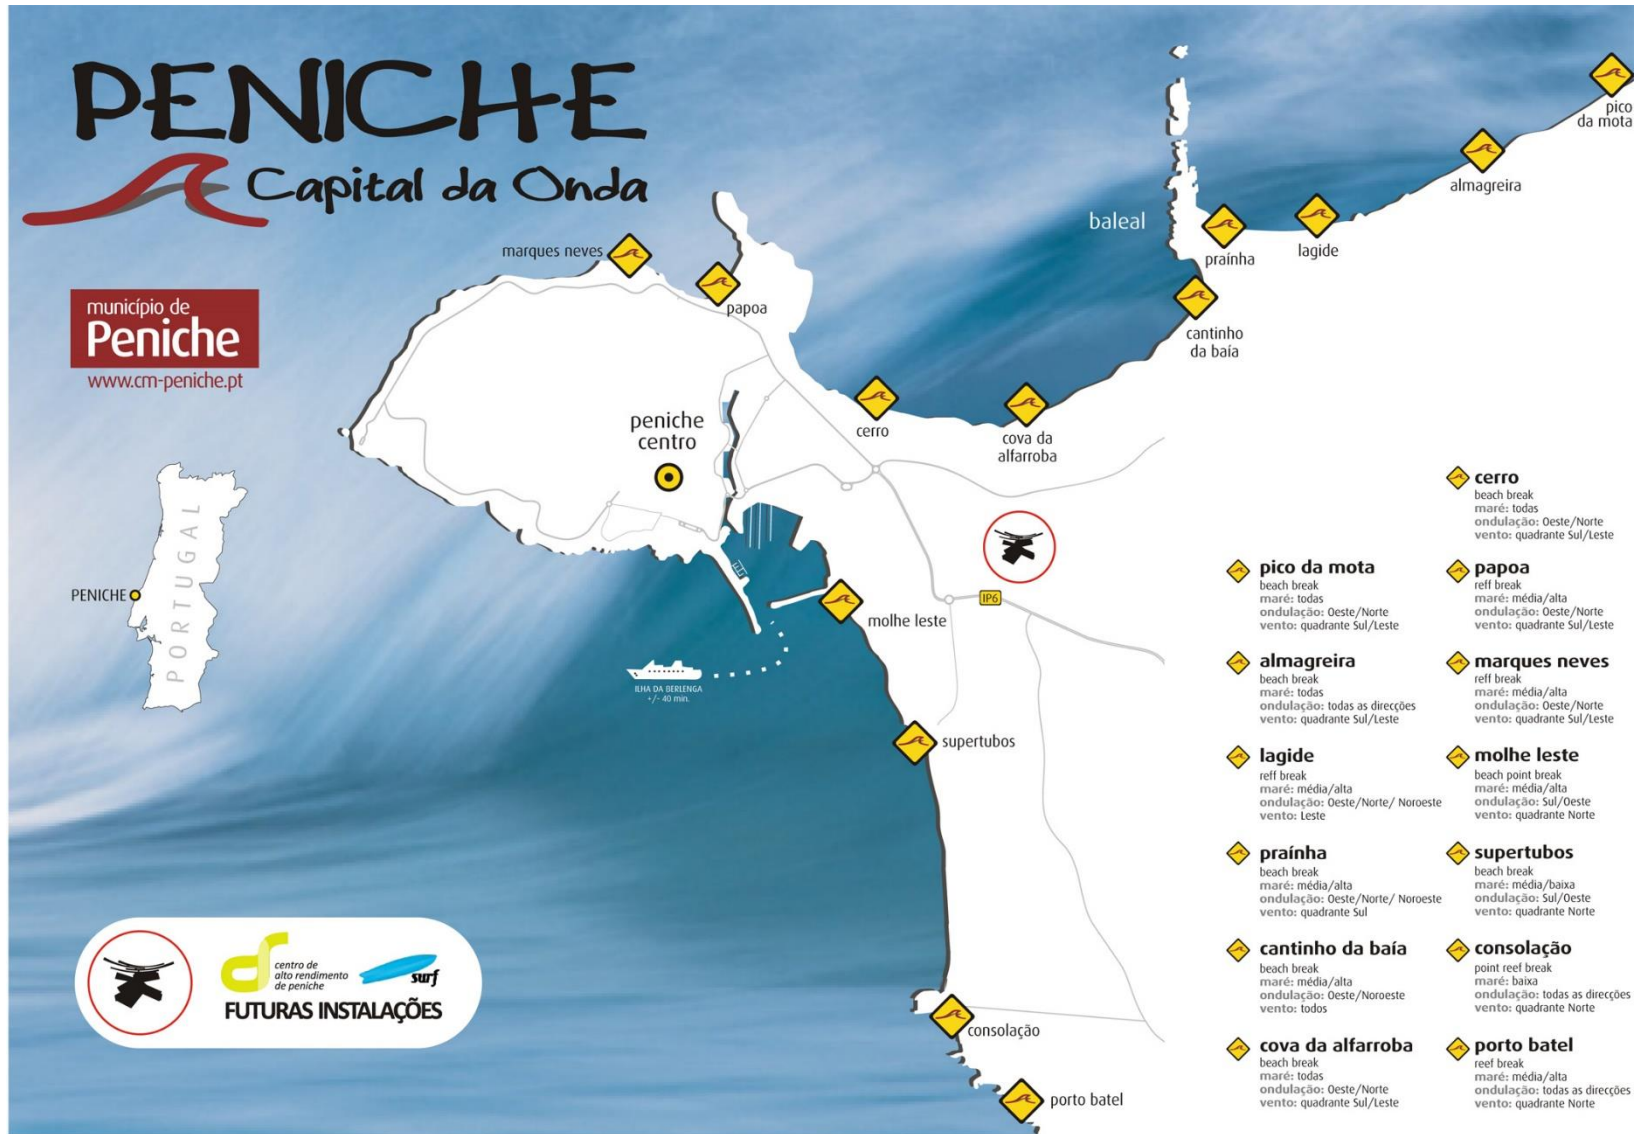 PENICHE
Capital da Onda
município de
Peniche
www.cm-peniche.pt
PENICHE
PORTUGAL
marques neves
papoa
baleal
praínha
lagide
almagreira
pico
da mota
cantinho
da baía
cerro
cova da
alfarroba
peniche
centro
IP6
molhe leste
ILHA DA BERLENGA
+/- 40 min.
supertubos
consolação
porto batel
centro de
alto rendimento
de peniche
surf
FUTURAS INSTALAÇÕES
pico da mota
beach break
maré: todas
ondulação: Oeste/Norte
vento: quadrante Sul/Leste
almagreira
beach break
maré: todas
ondulação: todas as direcções
vento: quadrante Sul/Leste
lagide
reff break
maré: média/alta
ondulação: Oeste/Norte/ Noroeste
vento: Leste
praínha
beach break
maré: média/alta
ondulação: Oeste/Norte/ Noroeste
vento: quadrante Sul
cantinho da baía
beach break
maré: média/alta
ondulação: Oeste/Noroeste
vento: todos
cova da alfarroba
beach break
maré: todas
ondulação: Oeste/Norte
vento: quadrante Sul/Leste
cerro
beach break
maré: todas
ondulação: Oeste/Norte
vento: quadrante Sul/Leste
papoa
reff break
maré: média/alta
ondulação: Oeste/Norte
vento: quadrante Sul/Leste
marques neves
reff break
maré: média/alta
ondulação: Oeste/Norte
vento: quadrante Sul/Leste
molhe leste
beach point break
maré: média/alta
ondulação: Sul/Oeste
vento: quadrante Norte
supertubos
beach break
maré: média/baixa
ondulação: Sul/Oeste
vento: quadrante Norte
consolação
point reef break
maré: baixa
ondulação: todas as direcções
vento: quadrante Norte
porto batel
reef break
maré: média/alta
ondulação: todas as direcções
vento: quadrante Norte